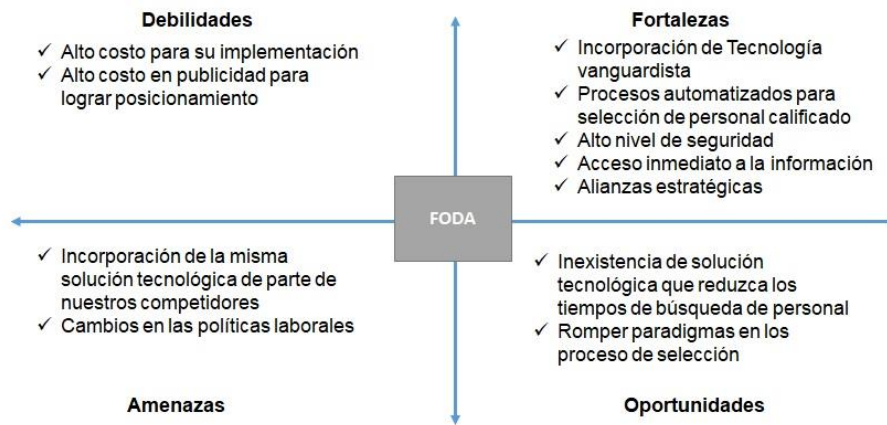 Debilidades
✓ Alto costo para su implementación
✓ Alto costo en publicidad para
lograr posicionamiento
Fortalezas
✓ Incorporación de Tecnología
vanguardista
✓ Procesos automatizados para
selección de personal calificado
✓ Alto nivel de seguridad
✓ Acceso inmediato a la información
✓ Alianzas estratégicas
FODA
✓ Incorporación de la misma
solución tecnológica de parte de
nuestros competidores
✓ Cambios en las políticas laborales
Amenazas
✓ Inexistencia de solución
tecnológica que reduzca los
tiempos de búsqueda de personal
✓ Romper paradigmas en los
proceso de selección
Oportunidades